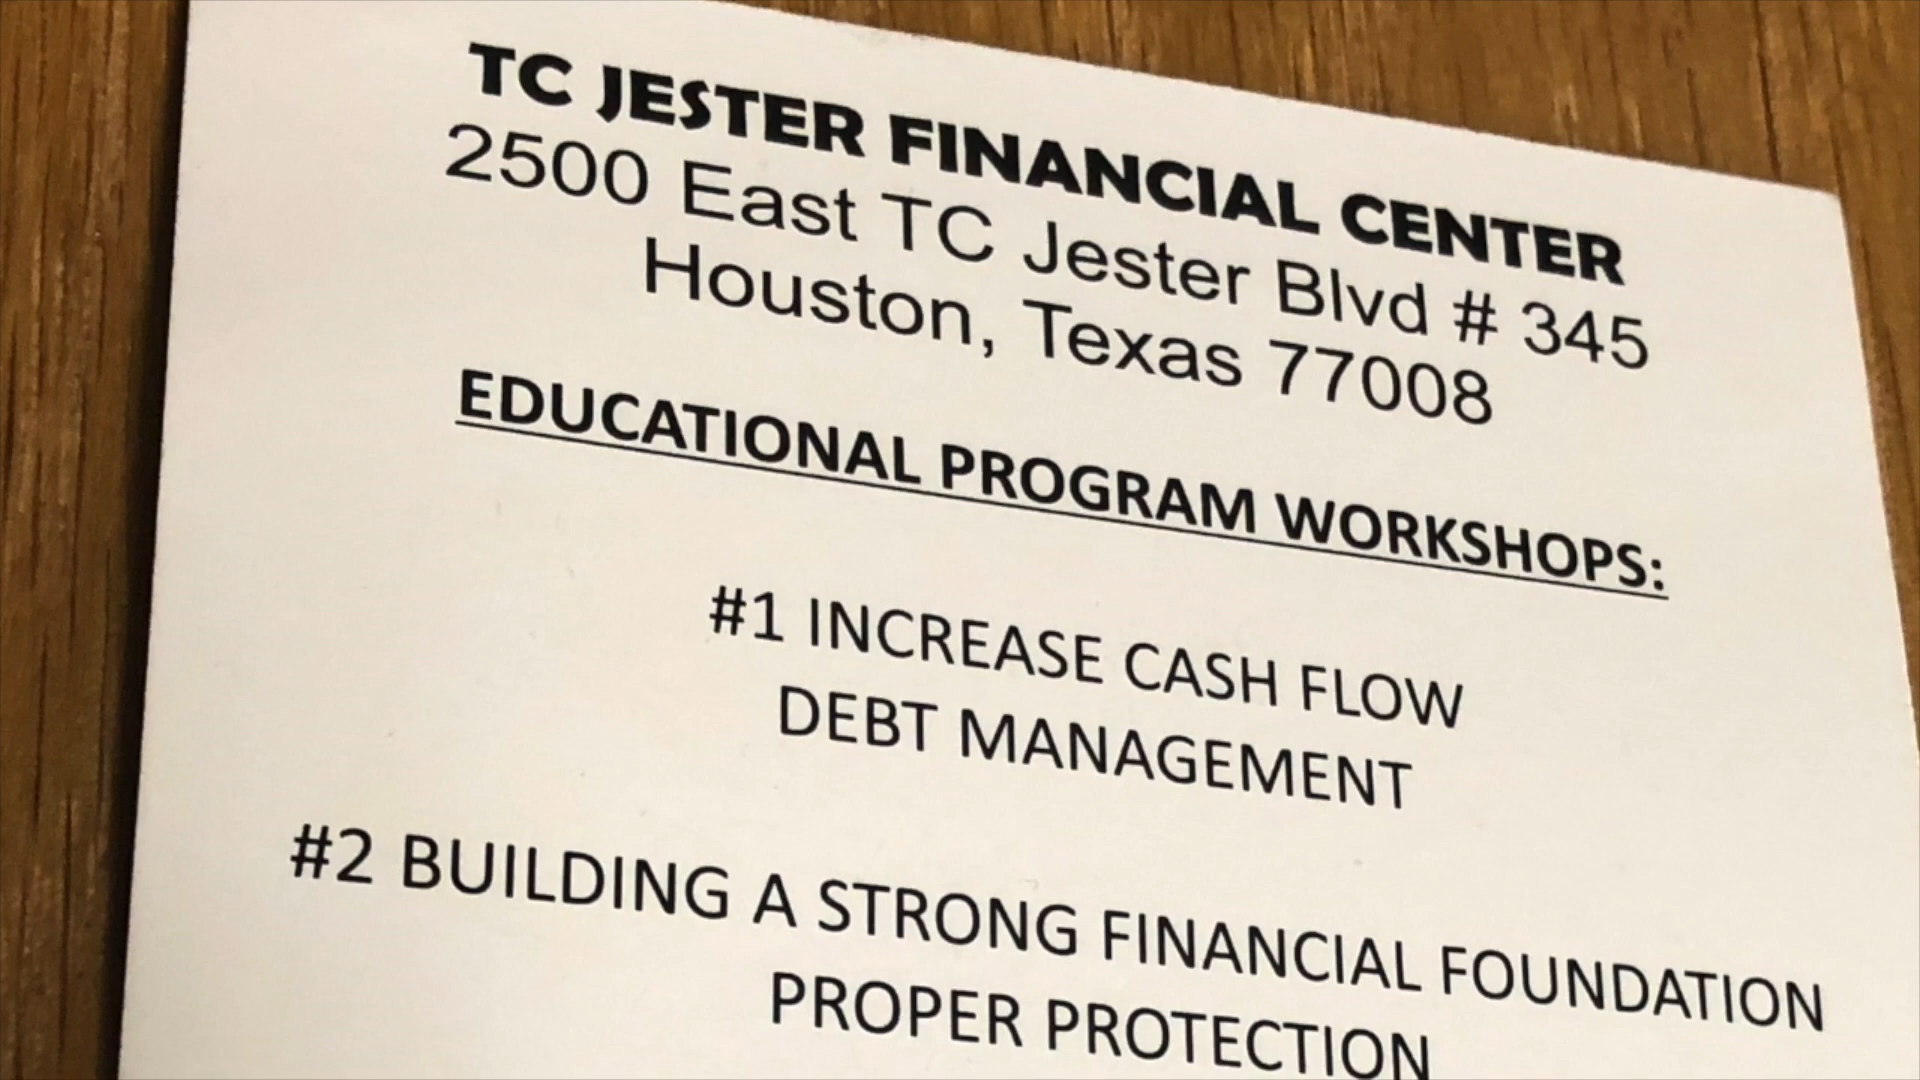 TC JESTER FINANCIAL CENTER
2500 East TC Jester Blvd # 345
Houston, Texas 77008
EDUCATIONAL PROGRAM WORKSHOPS:
#1 INCREASE CASH FLOW
DEBT MANAGEMENT
#2 BUILDING A STRONG FINANCIAL FOUNDATION
PROPER PROTECTION